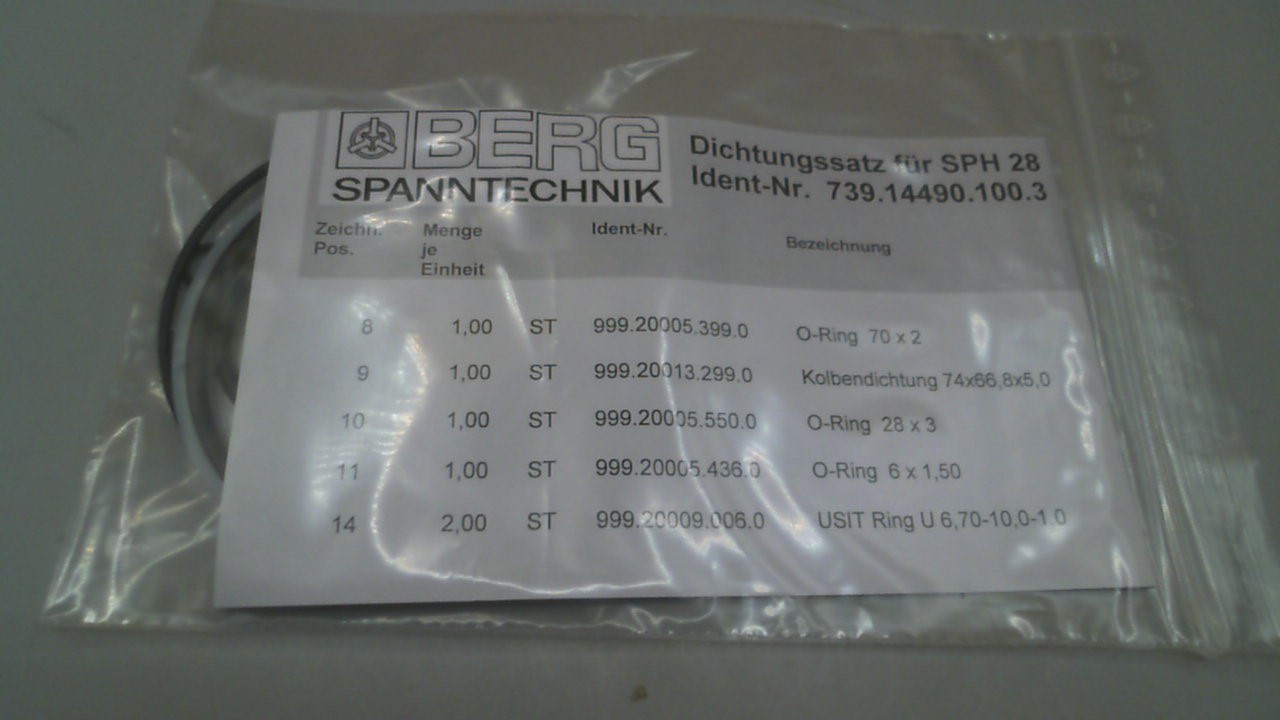 BERG
SPANNTECHNIK
Dichtungssatz für SPH 28
Ident-Nr. 739.14490.100.3
Zeichn. Pos.
Menge je Einheit
Ident-Nr.
Bezeichnung
8 1,00 ST 999.20005.399.0 O-Ring 70 x 2
9 1,00 ST 999.20013.299.0 Kolbendichtung 74x66,8x5,0
10 1,00 ST 999.20005.550.0 O-Ring 28 x 3
11 1,00 ST 999.20005.436.0 O-Ring 6 x 1,50
14 2,00 ST 999.20009.006.0 USIT Ring U 6,70-10,0-1.0